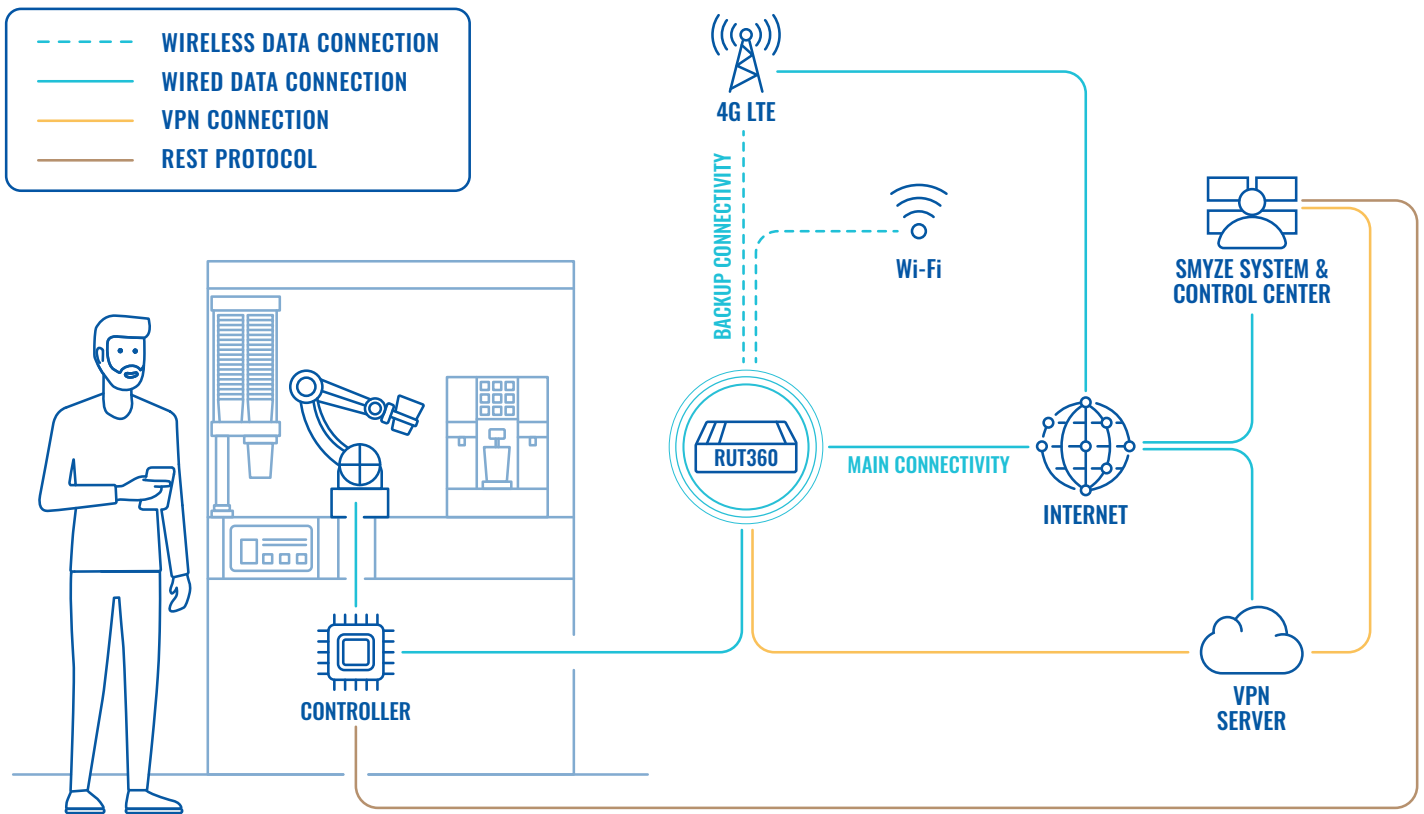 WIRELESS DATA CONNECTION
WIRED DATA CONNECTION
VPN CONNECTION
REST PROTOCOL
4G LTE
BACKUP CONNECTIVITY
Wi-Fi
SMYZE SYSTEM &
CONTROL CENTER
RUT360
MAIN CONNECTIVITY
INTERNET
CONTROLLER
VPN
SERVER